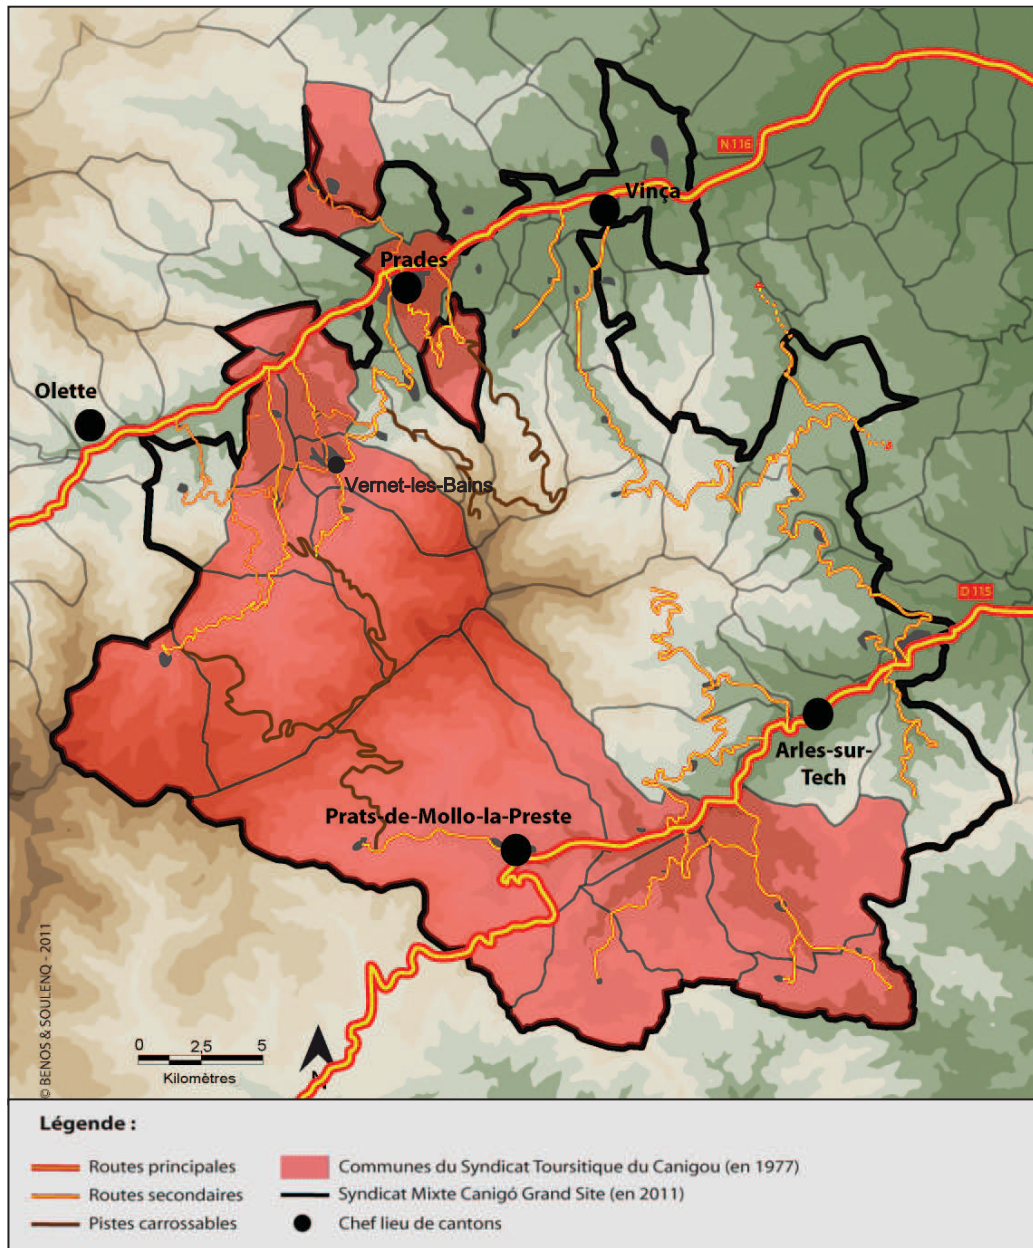 N 116
Vinça
Prades
Olette
Vernet-les-Bains
D 115
Arles-sur-
Tech
Prats-de-Mollo-la-Preste
© BENOS & SOULENQ - 2011
0 2,5 5
Kilomètres
N
Légende :
Routes principales
Routes secondaires
Pistes carrossables
Communes du Syndicat Toursitique du Canigou (en 1977)
Syndicat Mixte Canigó Grand Site (en 2011)
Chef lieu de cantons